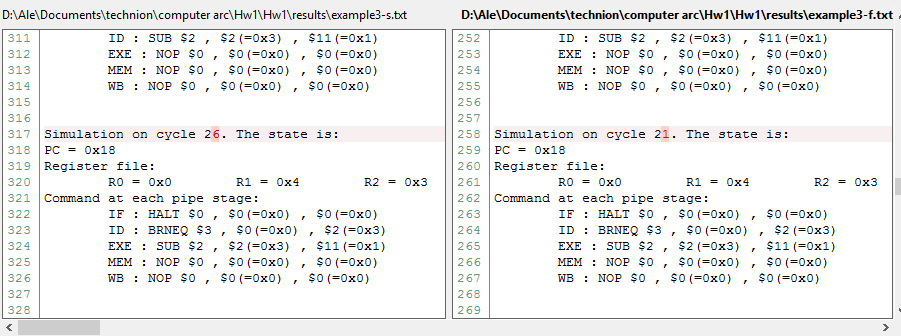 D:\Ale\Documents\technion\computer arc\Hw1\Hw1\results\example3-s.txt
311 ID : SUB $2 , $2(=0x3) , $11(=0x1)
312 EXE : NOP $0 , $0(=0x0) , $0(=0x0)
313 MEM : NOP $0 , $0(=0x0) , $0(=0x0)
314 WB : NOP $0 , $0(=0x0) , $0(=0x0)
315
316
317 Simulation on cycle 26. The state is:
318 PC = 0x18
319 Register file:
320 R0 = 0x0 R1 = 0x4 R2 = 0x3
321 Command at each pipe stage:
322 IF : HALT $0 , $0(=0x0) , $0(=0x0)
323 ID : BRNEQ $3 , $0(=0x0) , $2(=0x3)
324 EXE : SUB $2 , $2(=0x3) , $11(=0x1)
325 MEM : NOP $0 , $0(=0x0) , $0(=0x0)
326 WB : NOP $0 , $0(=0x0) , $0(=0x0)
327
328
D:\Ale\Documents\technion\computer arc\Hw1\Hw1\results\example3-f.txt
252 ID : SUB $2 , $2(=0x3) , $11(=0x1)
253 EXE : NOP $0 , $0(=0x0) , $0(=0x0)
254 MEM : NOP $0 , $0(=0x0) , $0(=0x0)
255 WB : NOP $0 , $0(=0x0) , $0(=0x0)
256
257
258 Simulation on cycle 21. The state is:
259 PC = 0x18
260 Register file:
261 R0 = 0x0 R1 = 0x4 R2 = 0x3
262 Command at each pipe stage:
263 IF : HALT $0 , $0(=0x0) , $0(=0x0)
264 ID : BRNEQ $3 , $0(=0x0) , $2(=0x3)
265 EXE : SUB $2 , $2(=0x3) , $11(=0x1)
266 MEM : NOP $0 , $0(=0x0) , $0(=0x0)
267 WB : NOP $0 , $0(=0x0) , $0(=0x0)
268
269